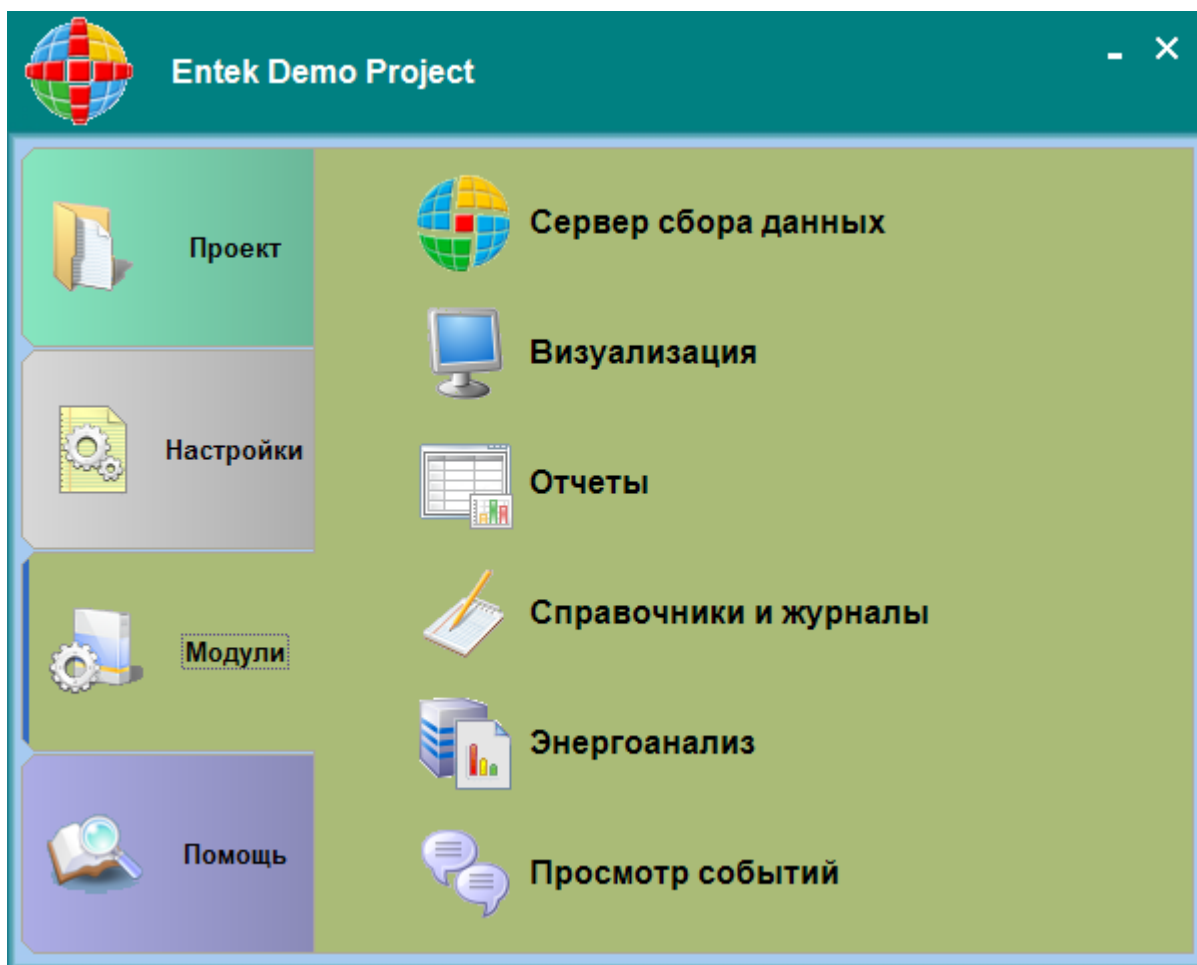 Entek Demo Project
Проект
Настройки
Модули
Помощь
Сервер сбора данных
Визуализация
Отчеты
Справочники и журналы
Энергоанализ
Просмотр событий